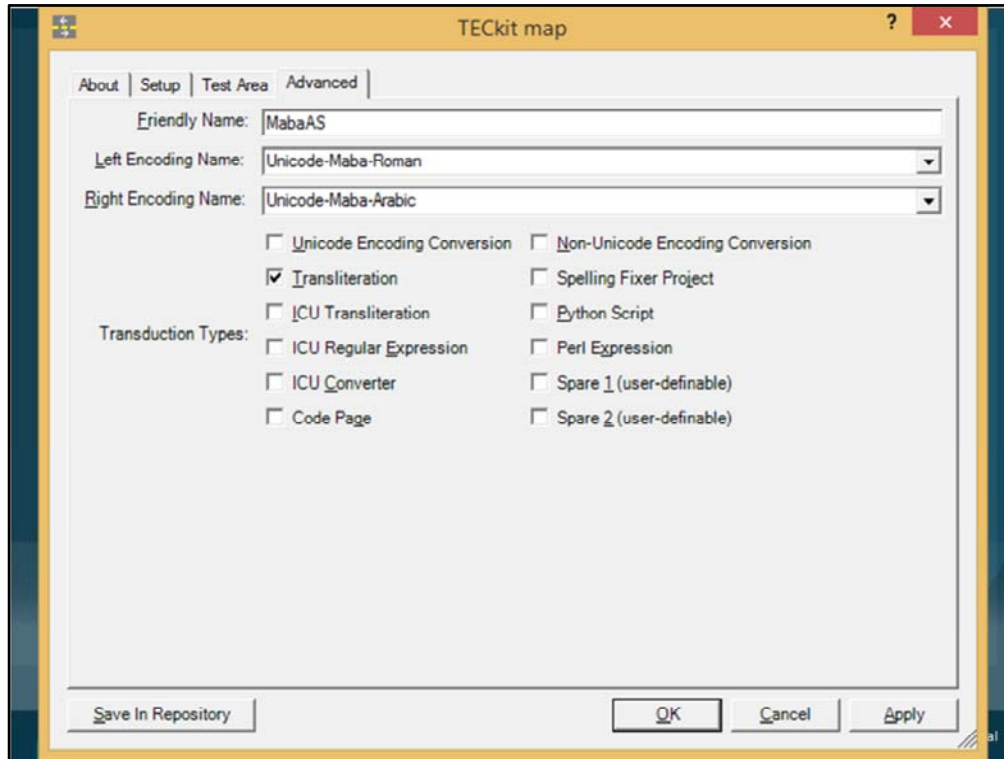 TECkit map ?
About Setup Test Area Advanced
Friendly Name: MabaAS
Left Encoding Name: Unicode-Maba-Roman
Right Encoding Name: Unicode-Maba-Arabic
Unicode Encoding Conversion Non-Unicode Encoding Conversion
Transliteration Spelling Fixer Project
ICU Transliteration Python Script
Transduction Types:
ICU Regular Expression Perl Expression
ICU Converter Spare 1 (user-definable)
Code Page Spare 2 (user-definable)
Save In Repository OK Cancel Apply
al